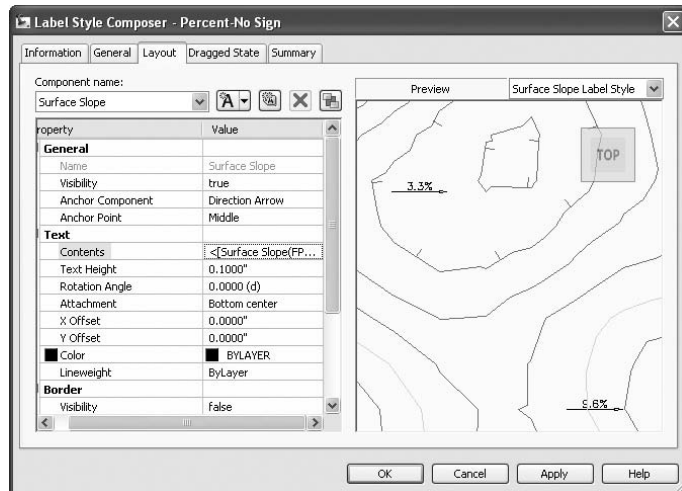 Label Style Composer - Percent-No Sign
Information General Layout Dragged State Summary
Component name:
Surface Slope
Preview
Surface Slope Label Style
roperty Value
General
Name Surface Slope
Visibility true
Anchor Component Direction Arrow
Anchor Point Middle
Text
Contents <[Surface Slope(FP...
Text Height 0.1000"
Rotation Angle 0.0000 (d)
Attachment Bottom center
X Offset 0.0000"
Y Offset 0.0000"
Color BYLAYER
Lineweight ByLayer
Border
Visibility false
TOP
3.3%
9.6%
OK Cancel Apply Help